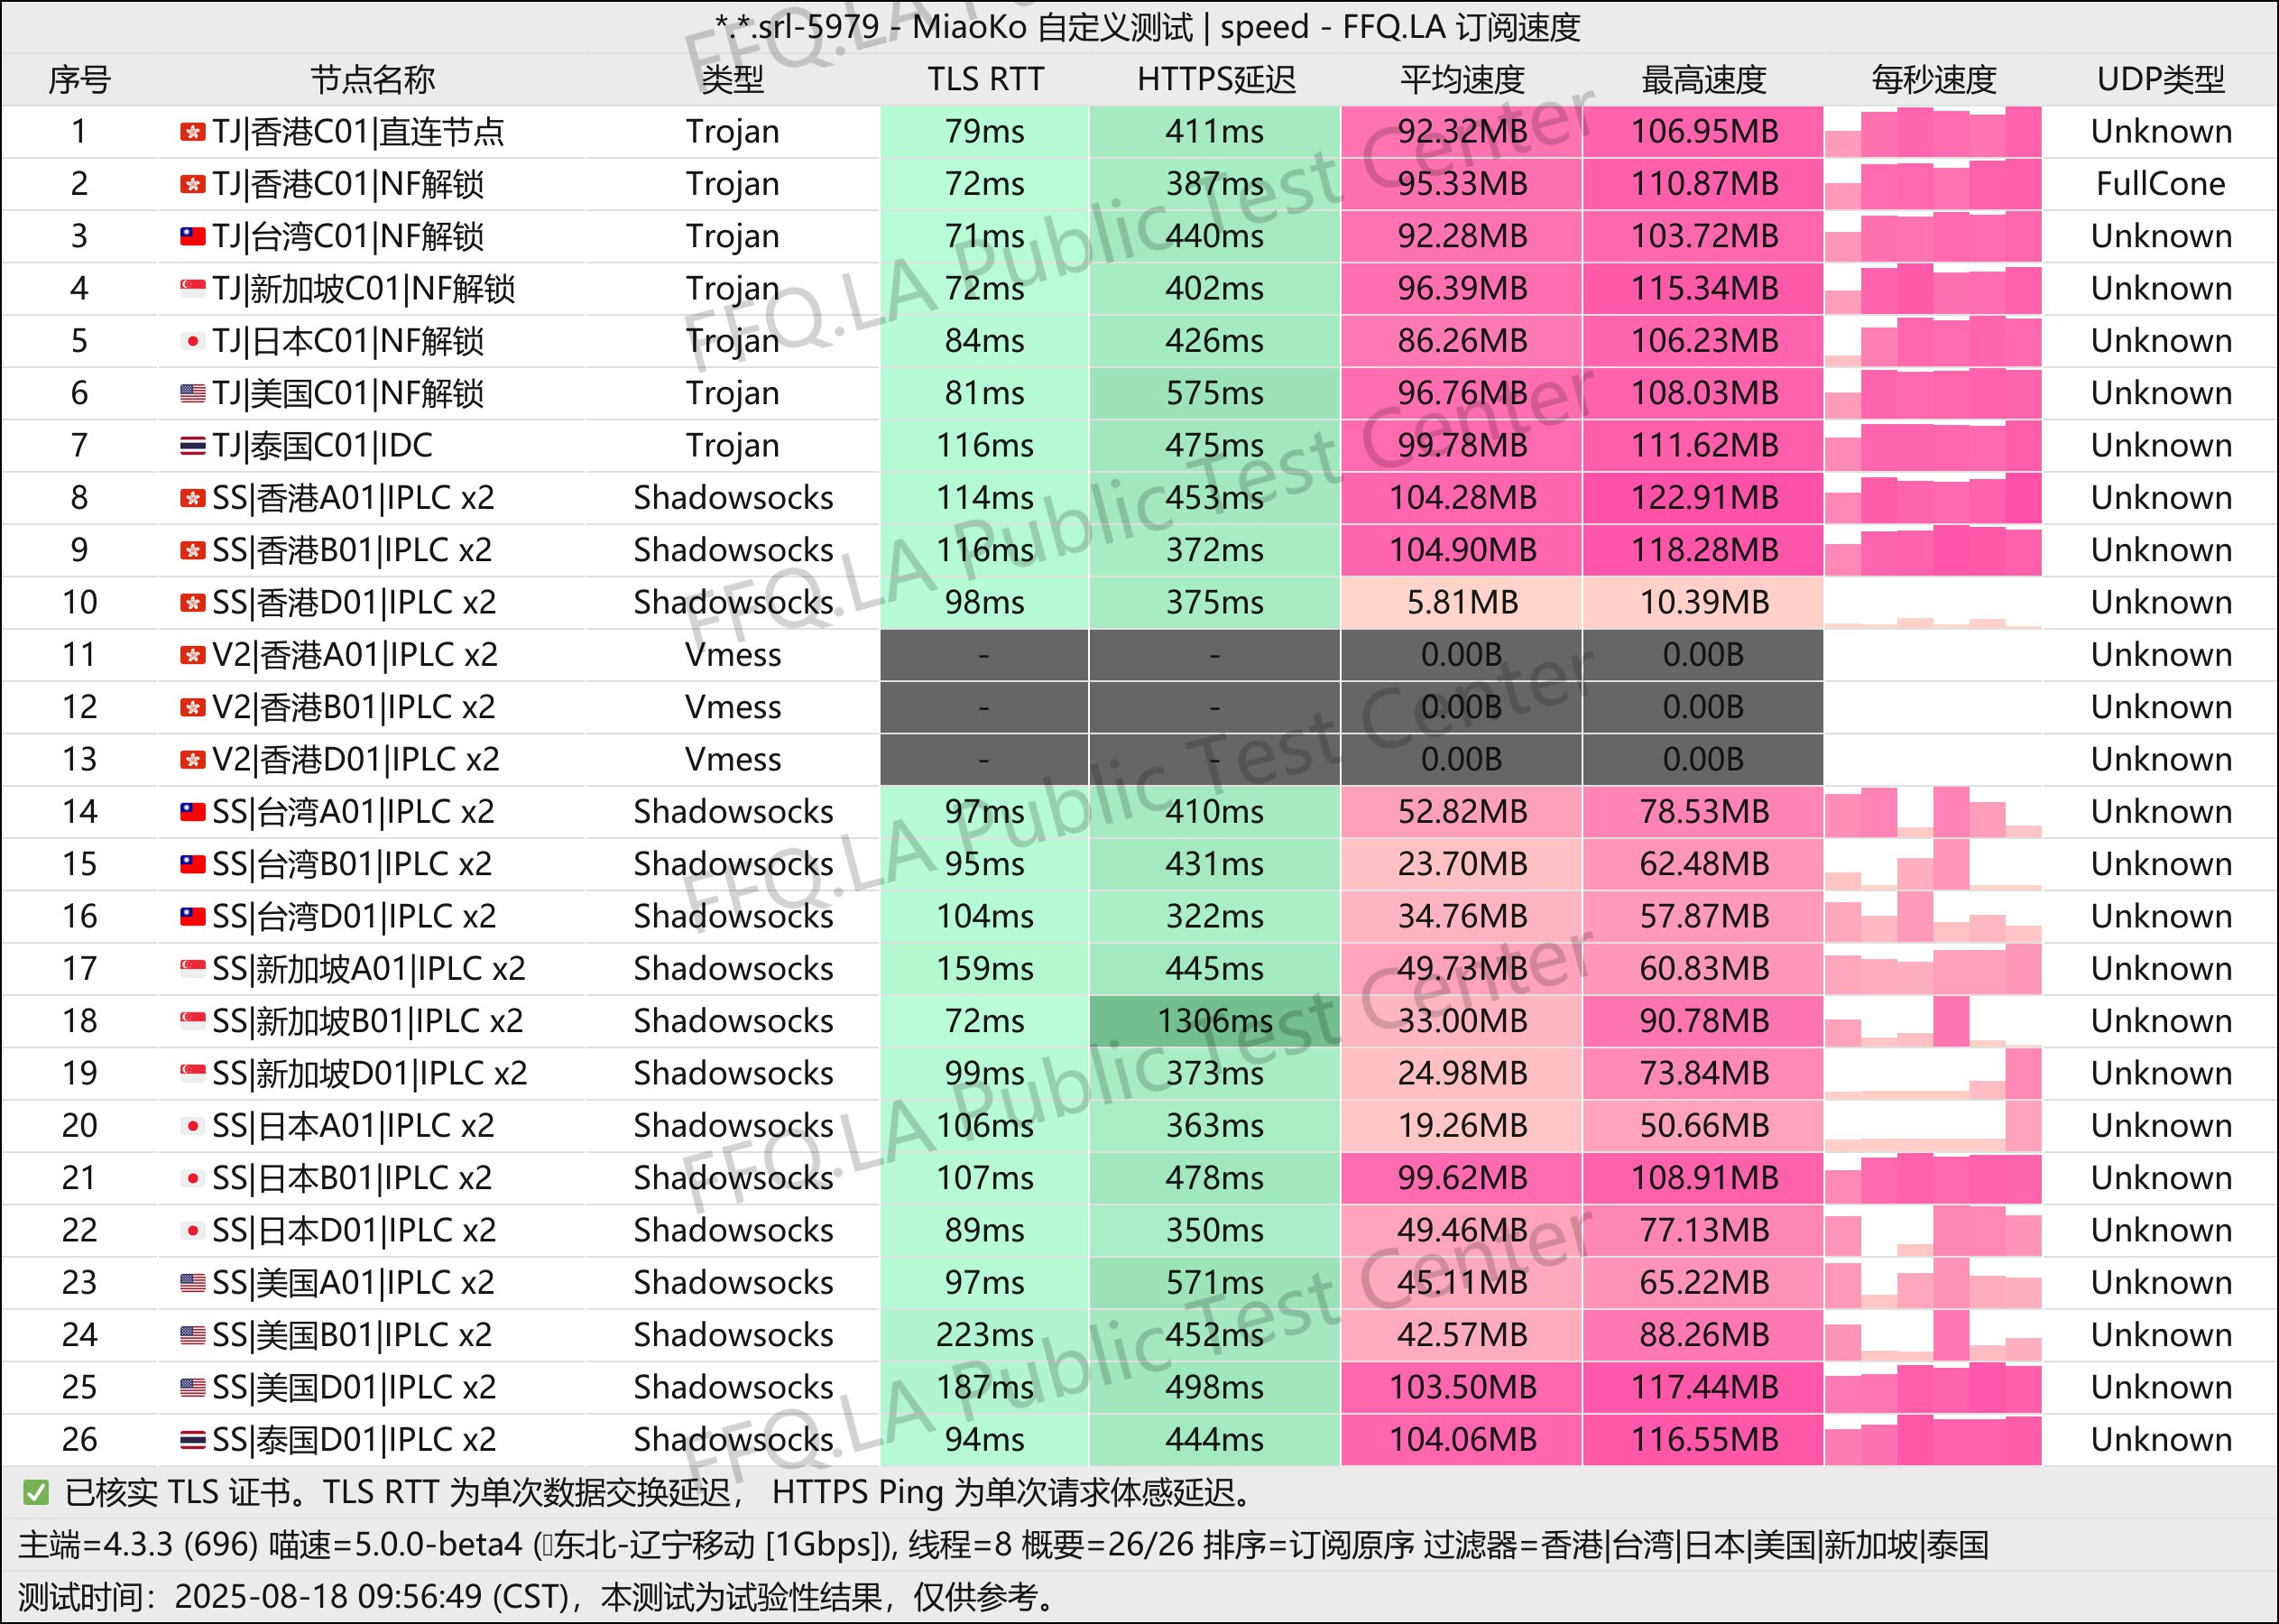 *.*.srl-5979 - MiaoKo 自定义测试 | speed - FFQ.LA 订阅速度
序号 节点名称 类型 TLS RTT HTTPS延迟 平均速度 最高速度 每秒速度 UDP类型
1 TJ|香港C01|直连节点 Trojan 79ms 411ms 92.32MB 106.95MB Unknown
2 TJ|香港C01|NF解锁 Trojan 72ms 387ms 95.33MB 110.87MB FullCone
3 TJ|台湾C01|NF解锁 Trojan 71ms 440ms 92.28MB 103.72MB Unknown
4 TJ|新加坡C01|NF解锁 Trojan 72ms 402ms 96.39MB 115.34MB Unknown
5 TJ|日本C01|NF解锁 Trojan 84ms 426ms 86.26MB 106.23MB Unknown
6 TJ|美国C01|NF解锁 Trojan 81ms 575ms 96.76MB 108.03MB Unknown
7 TJ|泰国C01|IDC Trojan 116ms 475ms 99.78MB 111.62MB Unknown
8 SS|香港A01|IPLC x2 Shadowsocks 114ms 453ms 104.28MB 122.91MB Unknown
9 SS|香港B01|IPLC x2 Shadowsocks 116ms 372ms 104.90MB 118.28MB Unknown
10 SS|香港D01|IPLC x2 Shadowsocks 98ms 375ms 5.81MB 10.39MB Unknown
11 V2|香港A01|IPLC x2 Vmess - - 0.00B 0.00B Unknown
12 V2|香港B01|IPLC x2 Vmess - - 0.00B 0.00B Unknown
13 V2|香港D01|IPLC x2 Vmess - - 0.00B 0.00B Unknown
14 SS|台湾A01|IPLC x2 Shadowsocks 97ms 410ms 52.82MB 78.53MB Unknown
15 SS|台湾B01|IPLC x2 Shadowsocks 95ms 431ms 23.70MB 62.48MB Unknown
16 SS|台湾D01|IPLC x2 Shadowsocks 104ms 322ms 34.76MB 57.87MB Unknown
17 SS|新加坡A01|IPLC x2 Shadowsocks 159ms 445ms 49.73MB 60.83MB Unknown
18 SS|新加坡B01|IPLC x2 Shadowsocks 72ms 1306ms 33.00MB 90.78MB Unknown
19 SS|新加坡D01|IPLC x2 Shadowsocks 99ms 373ms 24.98MB 73.84MB Unknown
20 SS|日本A01|IPLC x2 Shadowsocks 106ms 363ms 19.26MB 50.66MB Unknown
21 SS|日本B01|IPLC x2 Shadowsocks 107ms 478ms 99.62MB 108.91MB Unknown
22 SS|日本D01|IPLC x2 Shadowsocks 89ms 350ms 49.46MB 77.13MB Unknown
23 SS|美国A01|IPLC x2 Shadowsocks 97ms 571ms 45.11MB 65.22MB Unknown
24 SS|美国B01|IPLC x2 Shadowsocks 223ms 452ms 42.57MB 88.26MB Unknown
25 SS|美国D01|IPLC x2 Shadowsocks 187ms 498ms 103.50MB 117.44MB Unknown
26 SS|泰国D01|IPLC x2 Shadowsocks 94ms 444ms 104.06MB 116.55MB Unknown
✅ 已核实 TLS 证书。TLS RTT 为单次数据交换延迟， HTTPS Ping 为单次请求体感延迟。
主端=4.3.3 (696) 喵速=5.0.0-beta4 (东北-辽宁移动 [1Gbps]), 线程=8 概要=26/26 排序=订阅原序 过滤器=香港|台湾|日本|美国|新加坡|泰国
测试时间：2025-08-18 09:56:49 (CST)，本测试为试验性结果，仅供参考。
FFQ.LA Public Test Center
FFQ.LA Public Test Center
FFQ.LA Public Test Center
FFQ.LA Public Test Center
FFQ.LA Public Test Center
FFQ.LA Public Test Center